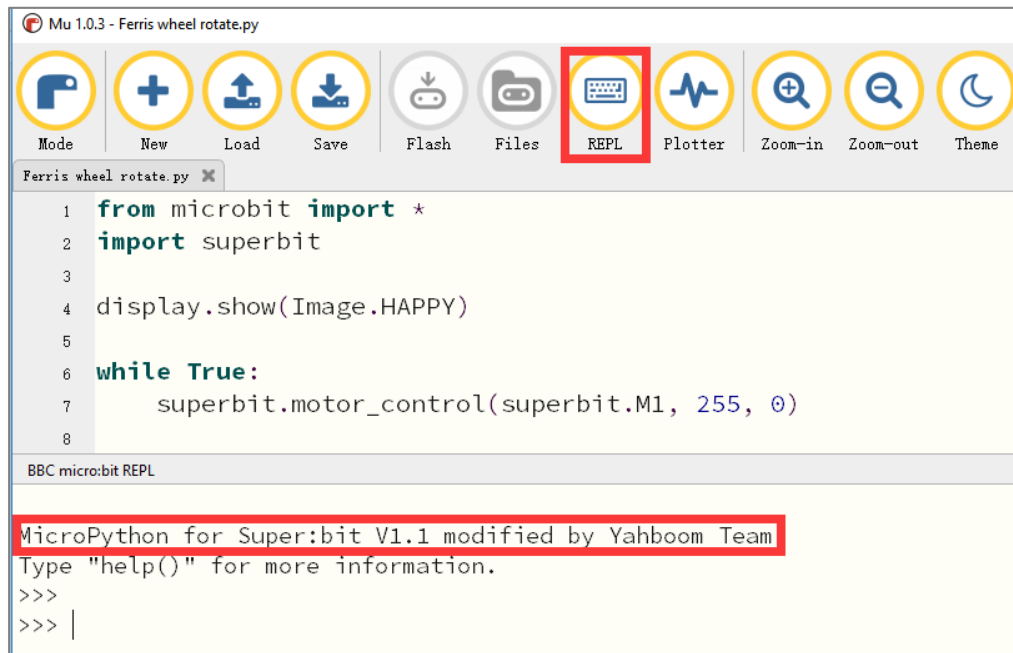 Mu 1.0.3 - Ferris wheel rotate.py
Mode New Load Save Flash Files REPL Plotter Zoom-in Zoom-out Theme
Ferris wheel rotate.py
1 from microbit import *
2 import superbit
3
4 display.show(Image.HAPPY)
5
6 while True:
7     superbit.motor_control(superbit.M1, 255, 0)
8
BBC micro:bit REPL
MicroPython for Super:bit V1.1 modified by Yahboom Team
Type "help()" for more information.
>>>
>>>